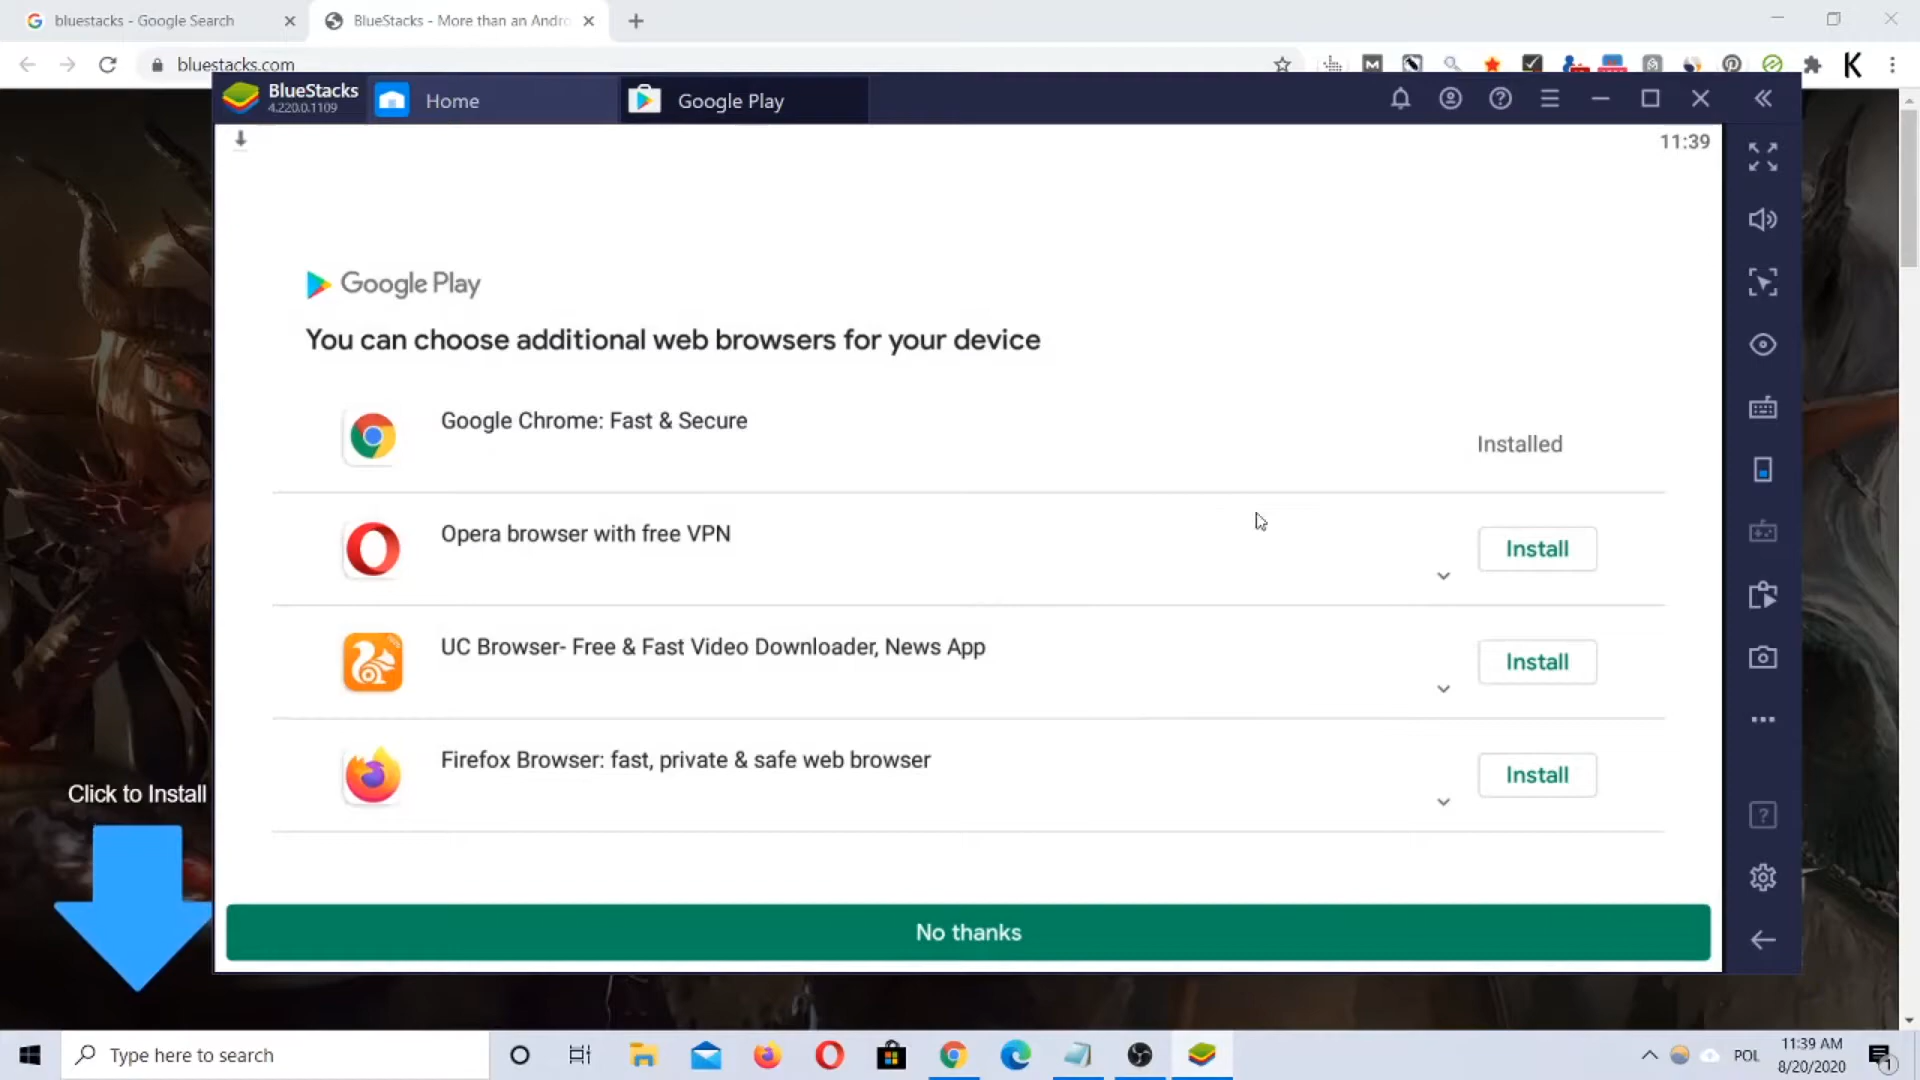 bluestacks - Google Search
BlueStacks - More than an Andro
bluestacks.com
BlueStacks
4.220.0.1109
Home
Google Play
11:39
Google Play
You can choose additional web browsers for your device
Google Chrome: Fast & Secure
Installed
Opera browser with free VPN
Install
UC Browser- Free & Fast Video Downloader, News App
Install
Firefox Browser: fast, private & safe web browser
Install
Click to Install
No thanks
Type here to search
POL
11:39 AM
8/20/2020
1